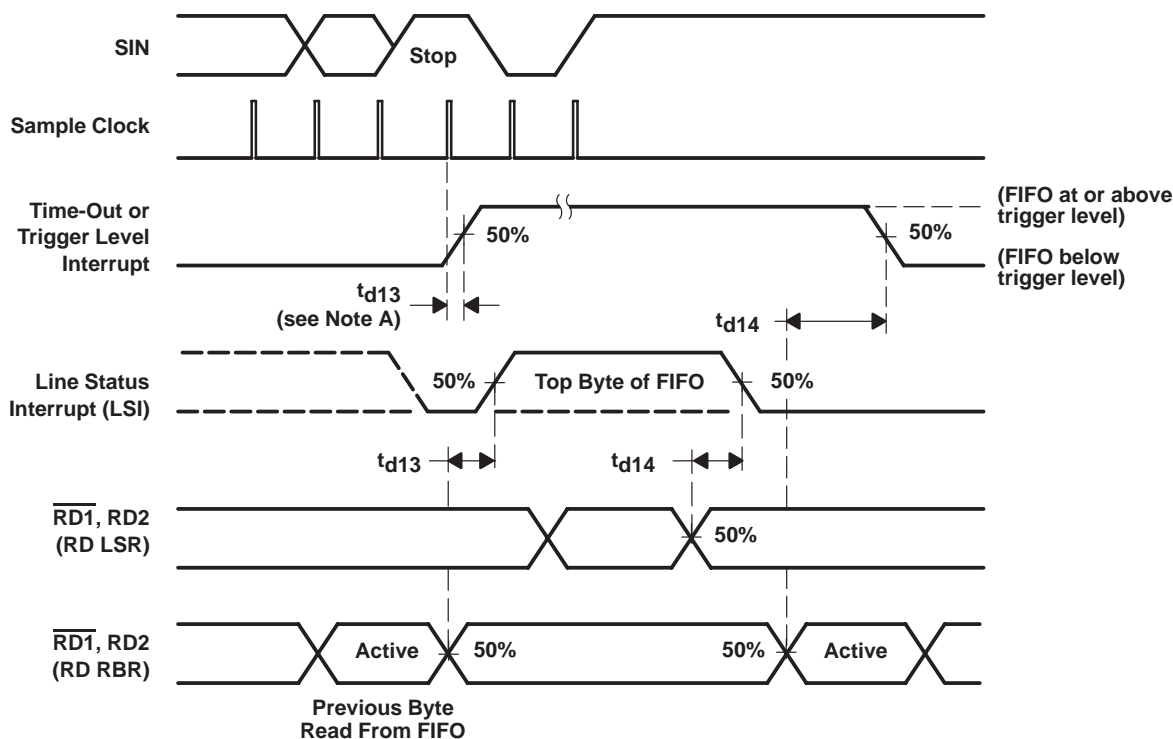 SIN
Stop
Sample Clock
Time-Out or
Trigger Level
Interrupt
50%
50%
(FIFO at or above
trigger level)
(FIFO below
trigger level)
td13
(see Note A)
td14
Line Status
Interrupt (LSI)
50%
Top Byte of FIFO
50%
td13
td14
RD1, RD2
(RD LSR)
50%
RD1, RD2
(RD RBR)
Active
50%
50%
Active
Previous Byte
Read From FIFO